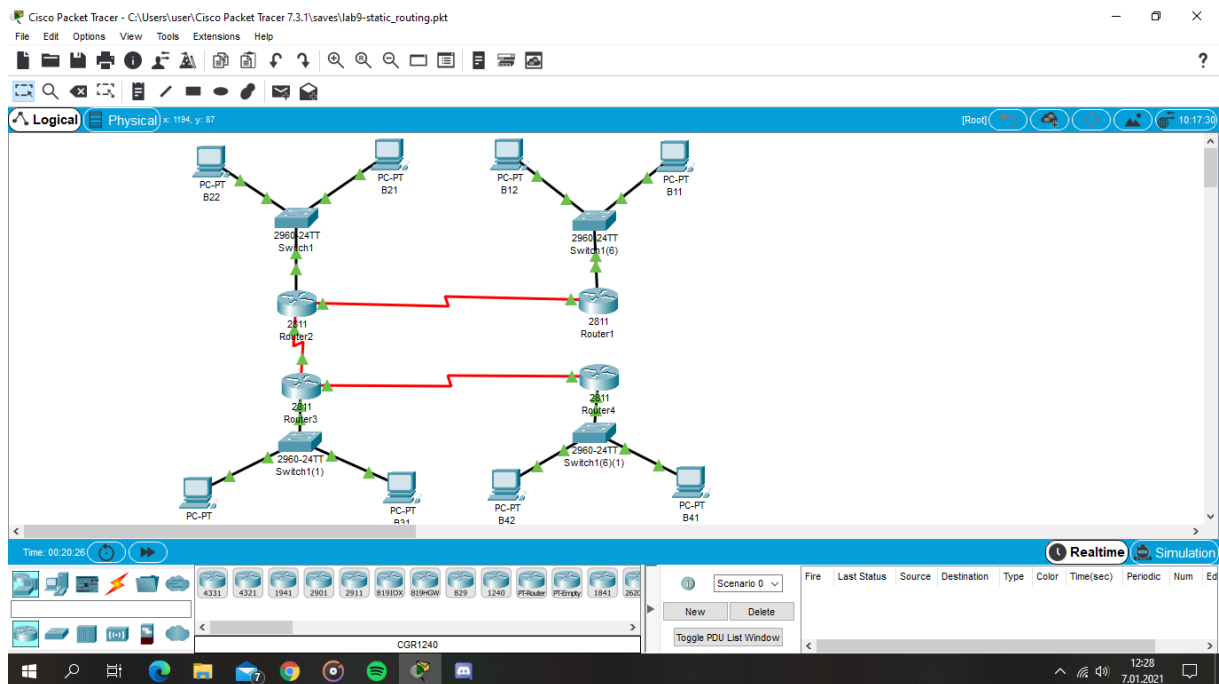 Cisco Packet Tracer - C:\Users\user\Cisco Packet Tracer 7.3.1\saves\lab9-static_routing.pkt
File Edit Options View Tools Extensions Help
?
Logical Physical x: 1194, y: 87 [Root] 10:17:30
PC-PT
B22
PC-PT
B21
PC-PT
B12
PC-PT
B11
2960-24TT
Switch1
2960-24TT
Switch1(6)
2811
Router2
2811
Router1
2811
Router3
2811
Router4
2960-24TT
Switch1(1)
2960-24TT
Switch1(6)(1)
PC-PT
PC-PT
B31
PC-PT
B42
PC-PT
B41
Time: 00:20:26 Realtime Simulation
4331 4321 1941 2901 2911 819IOX 819HGW 829 1240 PT-Router PT-Empty 1841 262
CGR1240
Scenario 0
New Delete
Toggle PDU List Window
Fire Last Status Source Destination Type Color Time(sec) Periodic Num Ed
7
12:28
7.01.2021